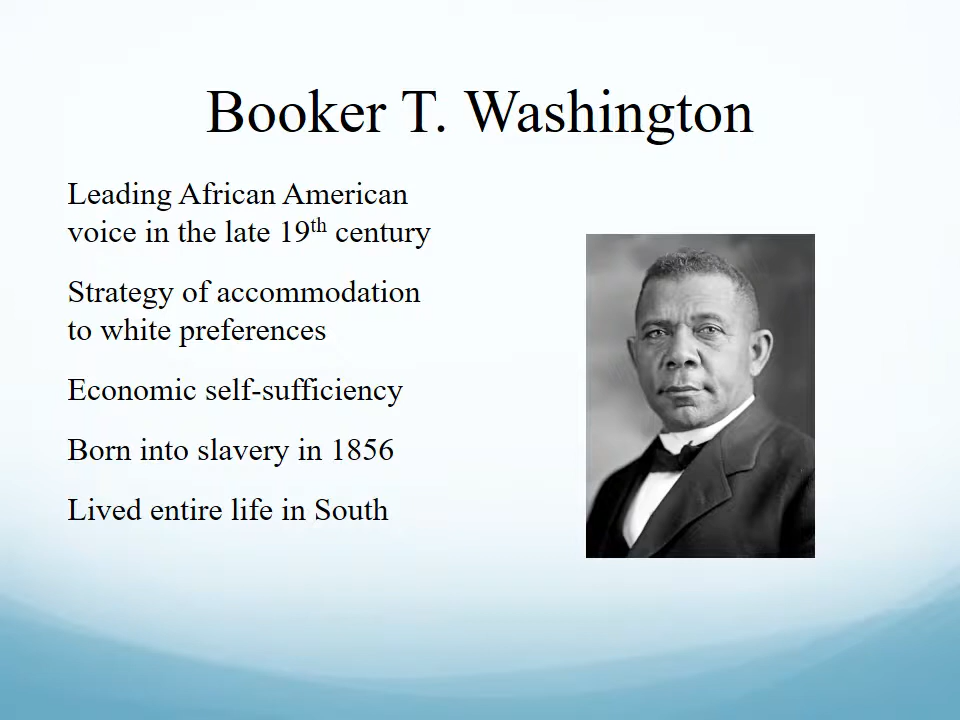 Booker T. Washington
Leading African American
voice in the late 19th century
Strategy of accommodation
to white preferences
Economic self-sufficiency
Born into slavery in 1856
Lived entire life in South